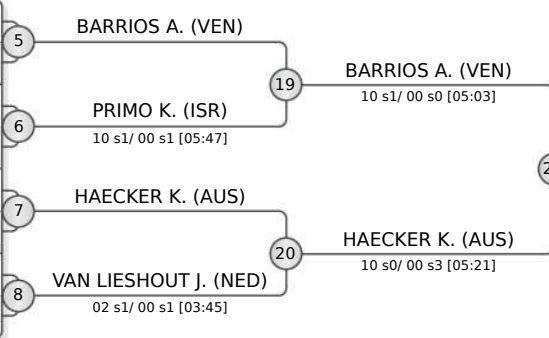 5
BARRIOS A. (VEN)
19
BARRIOS A. (VEN)
10 s1/ 00 s0 [05:03]
6
PRIMO K. (ISR)
10 s1/ 00 s1 [05:47]
7
HAECKER K. (AUS)
20
HAECKER K. (AUS)
10 s0/ 00 s3 [05:21]
8
VAN LIESHOUT J. (NED)
02 s1/ 00 s1 [03:45]